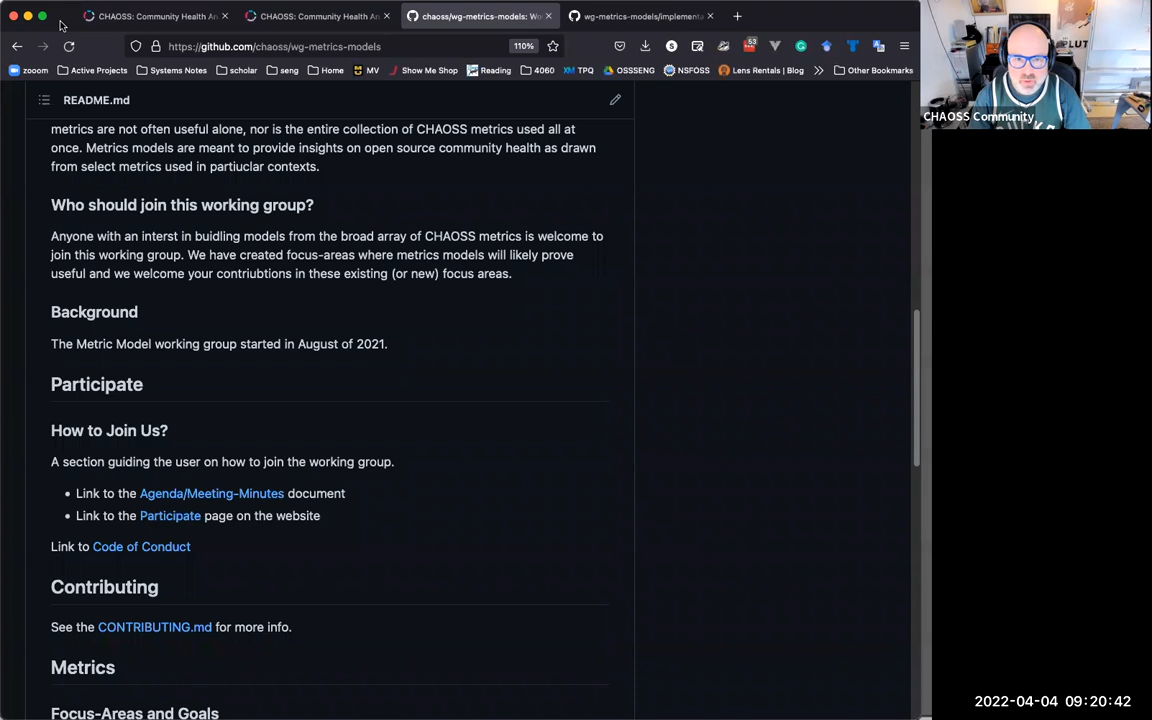 CHAOSS: Community Health An
CHAOSS: Community Health An
chaoss/wg-metrics-models: Wo
wg-metrics-models/implementa
https://github.com/chaoss/wg-metrics-models
110%
53
zooom
Active Projects
Systems Notes
scholar
seng
Home
MV
Show Me Shop
Reading
4060
XM TPQ
OSSSENG
NSFOSS
Lens Rentals | Blog
Other Bookmarks
README.md
metrics are not often useful alone, nor is the entire collection of CHAOSS metrics used all at
once. Metrics models are meant to provide insights on open source community health as drawn
from select metrics used in partiuclar contexts.
Who should join this working group?
Anyone with an interst in buidling models from the broad array of CHAOSS metrics is welcome to
join this working group. We have created focus-areas where metrics models will likely prove
useful and we welcome your contriubtions in these existing (or new) focus areas.
Background
The Metric Model working group started in August of 2021.
Participate
How to Join Us?
A section guiding the user on how to join the working group.
Link to the Agenda/Meeting-Minutes document
Link to the Participate page on the website
Link to Code of Conduct
Contributing
See the CONTRIBUTING.md for more info.
Metrics
Focus-Areas and Goals
CHAOSS Community
2022-04-04 09:20:42